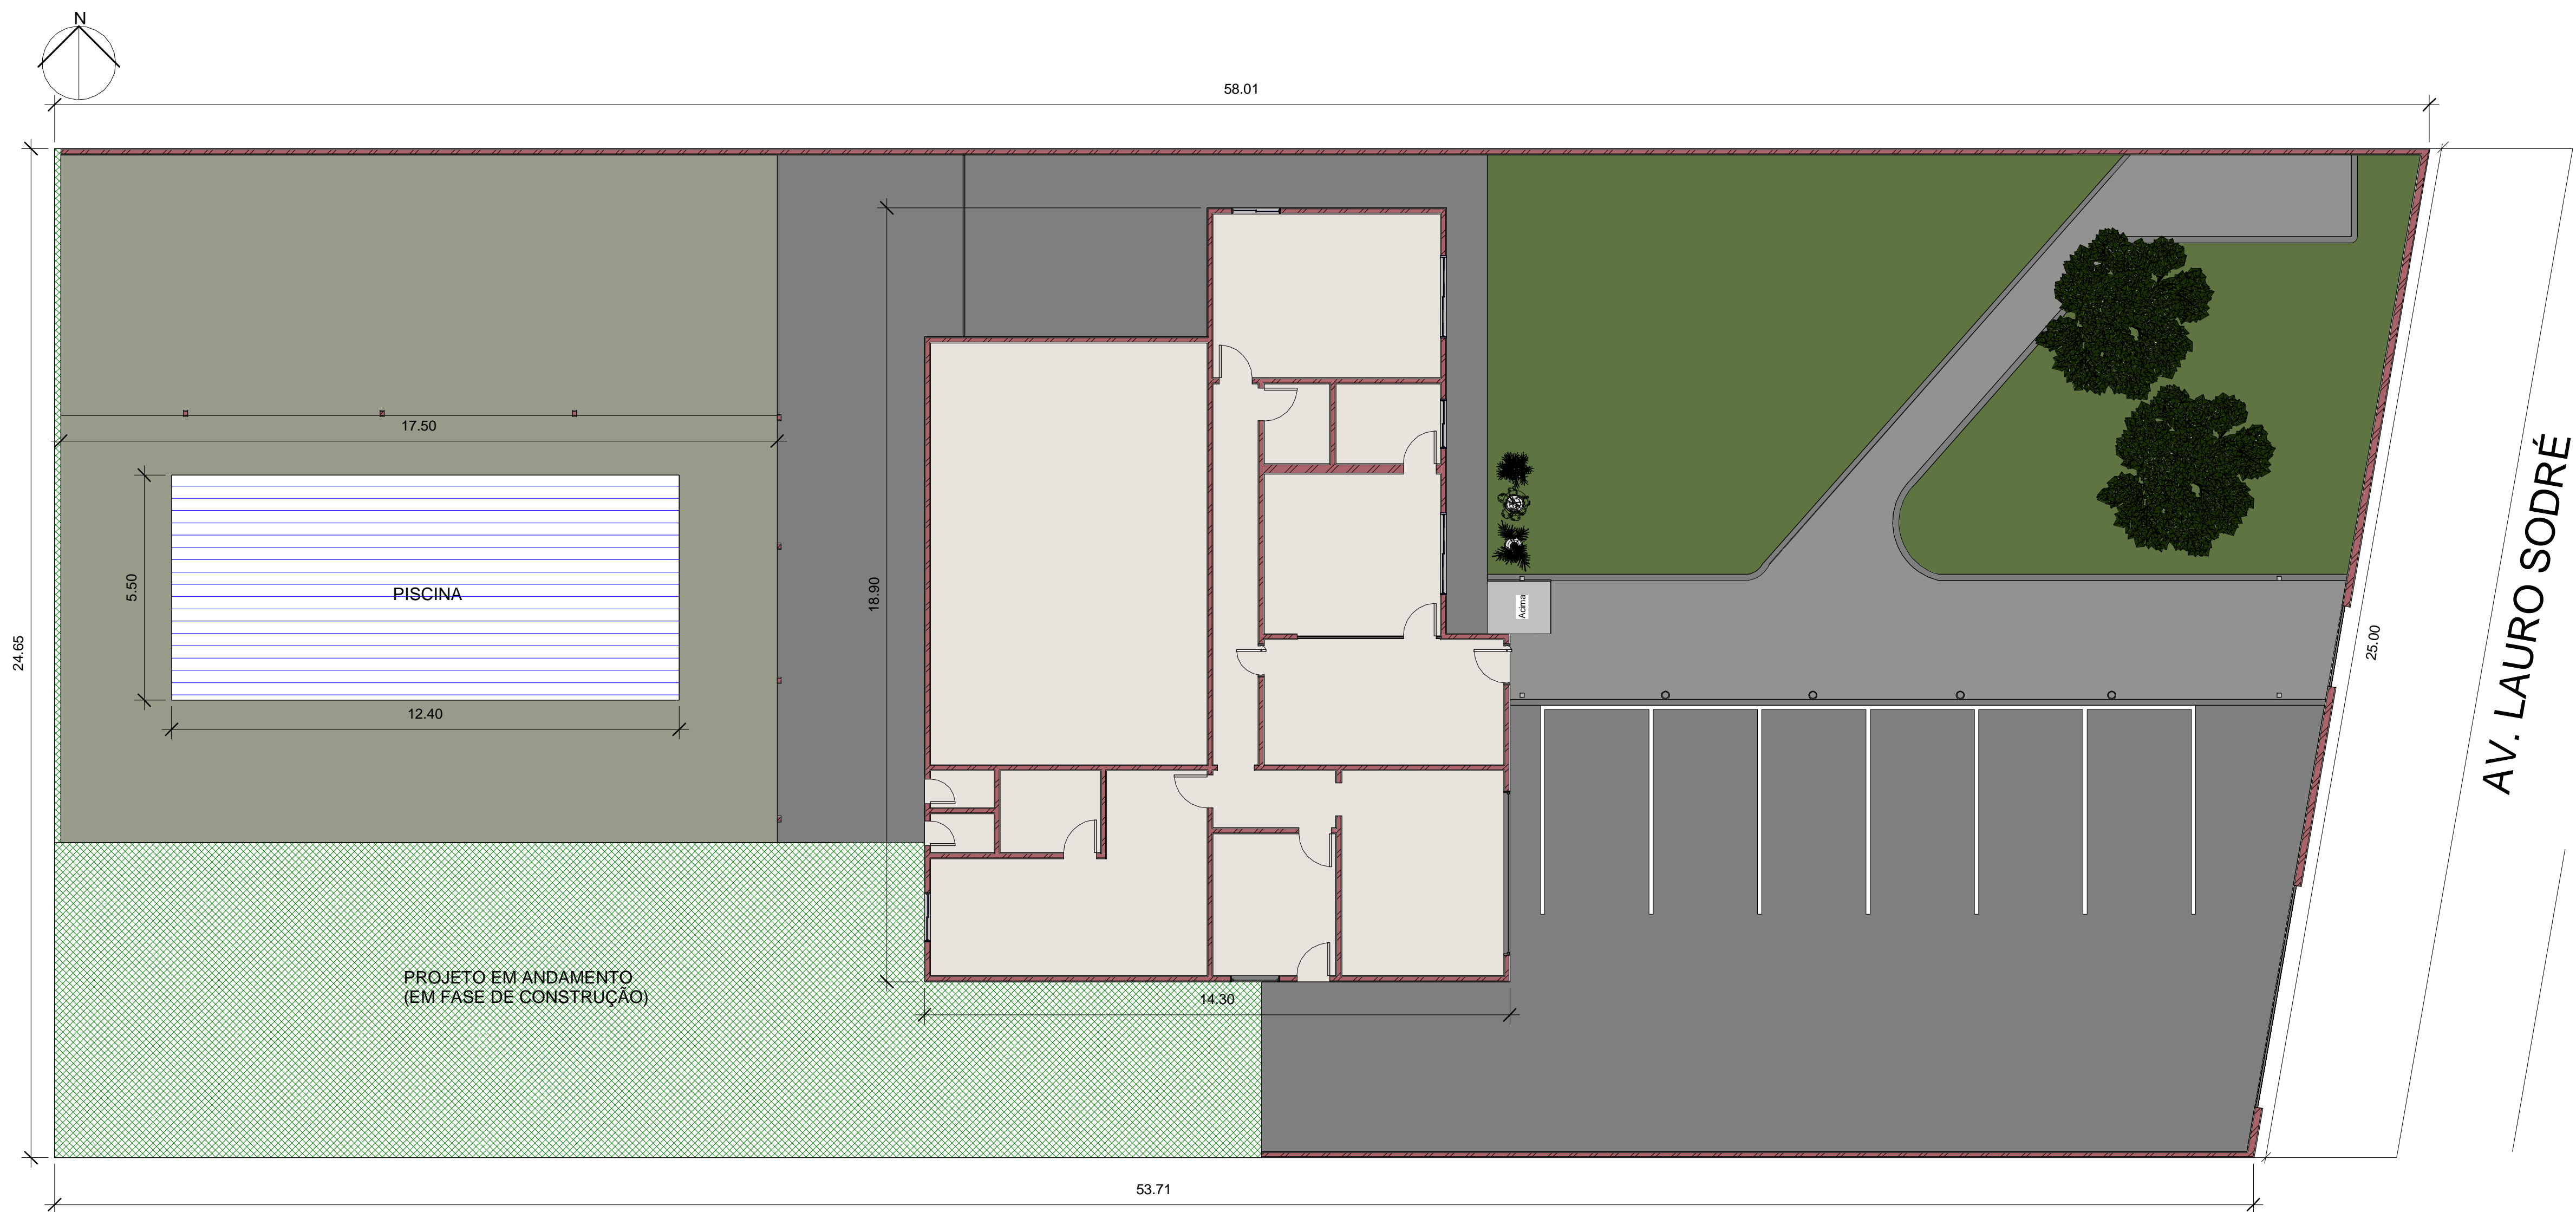 N
58.01
17.50
5.50
PISCINA
12.40
24.65
18.90
Acima
25.00
AV. LAURO SODRÉ
PROJETO EM ANDAMENTO
(EM FASE DE CONSTRUÇÃO)
14.30
53.71